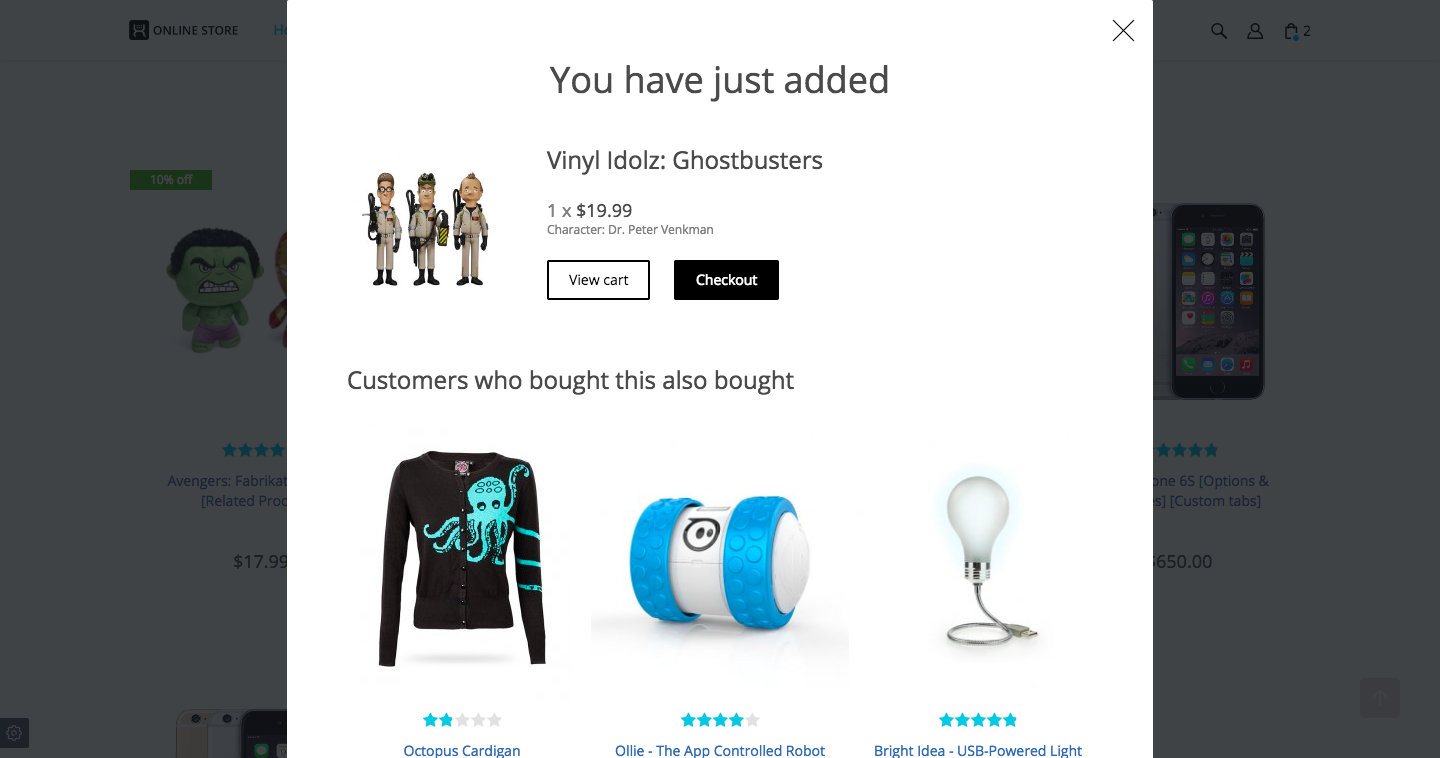 ONLINE STORE
2
You have just added
Vinyl Idolz: Ghostbusters
1 x $19.99
Character: Dr. Peter Venkman
View cart
Checkout
10% off
Customers who bought this also bought
Avengers: Fabrikat
[Related Prod
$17.99
one 6S [Options &
es] [Custom tabs]
$650.00
Octopus Cardigan
Ollie - The App Controlled Robot
Bright Idea - USB-Powered Light